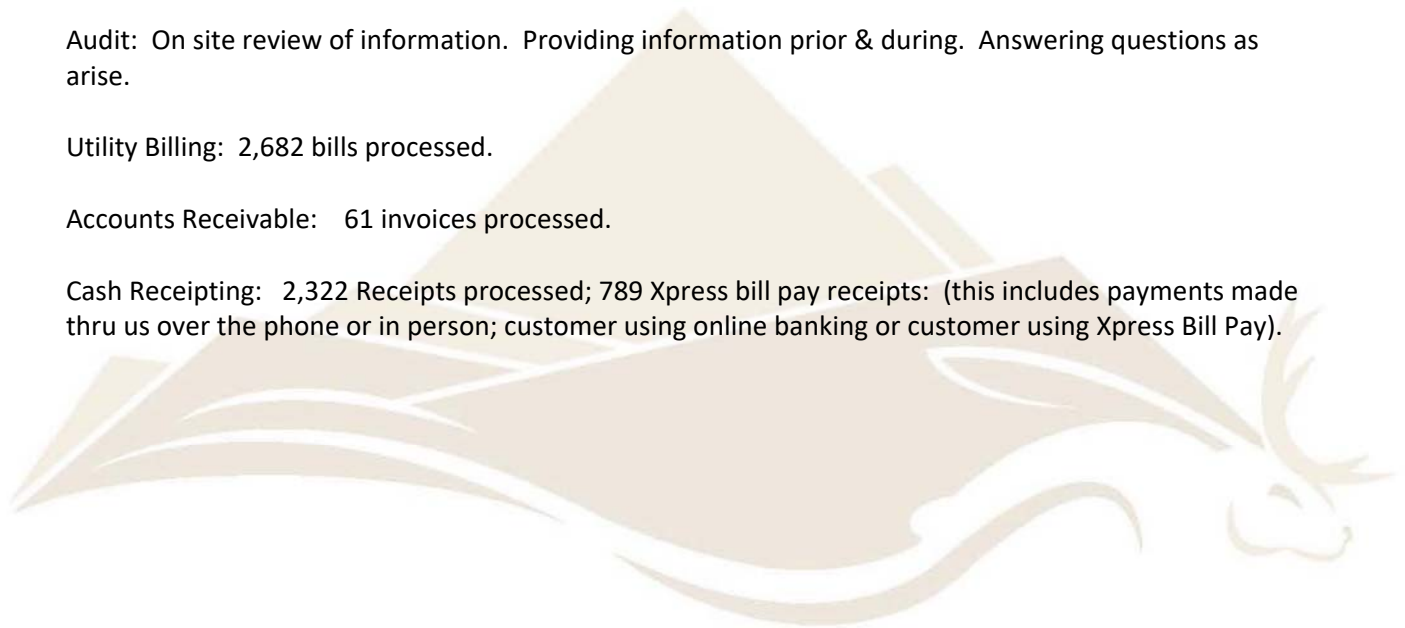 Audit:  On site review of information.  Providing information prior & during.  Answering questions as
arise.
Utility Billing:  2,682 bills processed.
Accounts Receivable:    61 invoices processed.
Cash Receipting:   2,322 Receipts processed; 789 Xpress bill pay receipts:  (this includes payments made
thru us over the phone or in person; customer using online banking or customer using Xpress Bill Pay).